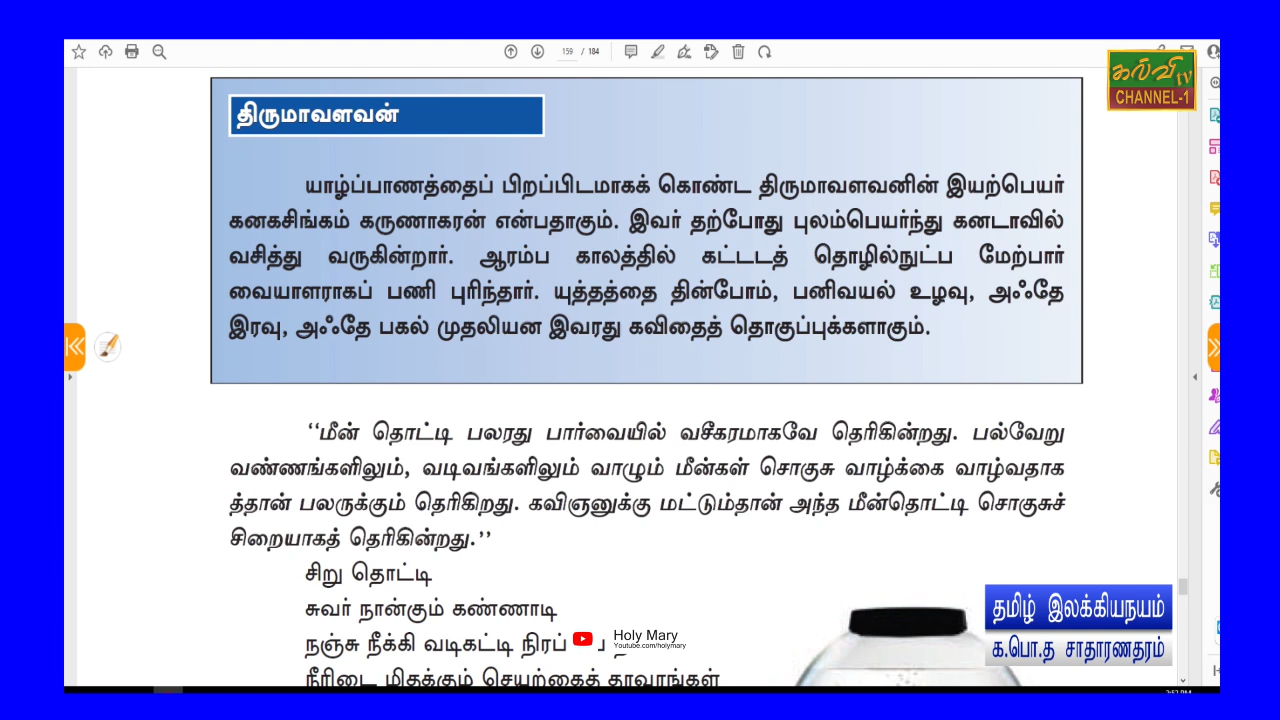 159 / 184
கல்வி TV
CHANNEL-1
திருமாவளவன்
யாழ்ப்பாணத்தைப் பிறப்பிடமாகக் கொண்ட திருமாவளவனின் இயற்பெயர்
கனகசிங்கம் கருணாகரன் என்பதாகும். இவர் தற்போது புலம்பெயர்ந்து கனடாவில்
வசித்து வருகின்றார். ஆரம்ப காலத்தில் கட்டடத் தொழில்நுட்ப மேற்பார்
வையாளராகப் பணி புரிந்தார். யுத்தத்தை தின்போம், பனிவயல் உழவு, அஃதே
இரவு, அஃதே பகல் முதலியன இவரது கவிதைத் தொகுப்புக்களாகும்.
‘‘மீன் தொட்டி பலரது பார்வையில் வசீகரமாகவே தெரிகின்றது. பல்வேறு
வண்ணங்களிலும், வடிவங்களிலும் வாழும் மீன்கள் சொகுசு வாழ்க்கை வாழ்வதாக
த்தான் பலருக்கும் தெரிகிறது. கவிஞனுக்கு மட்டும்தான் அந்த மீன்தொட்டி சொகுசுச்
சிறையாகத் தெரிகின்றது.’’
சிறு தொட்டி
சுவர் நான்கும் கண்ணாடி
நஞ்சு நீக்கி வடிகட்டி
Holy Mary
Youtube.com/holymary
நீரிடை மிதக்கும் செயற்கைத் தாவரங்கள்
தமிழ் இலக்கியநயம்
க.பொ.த சாதாரணதரம்